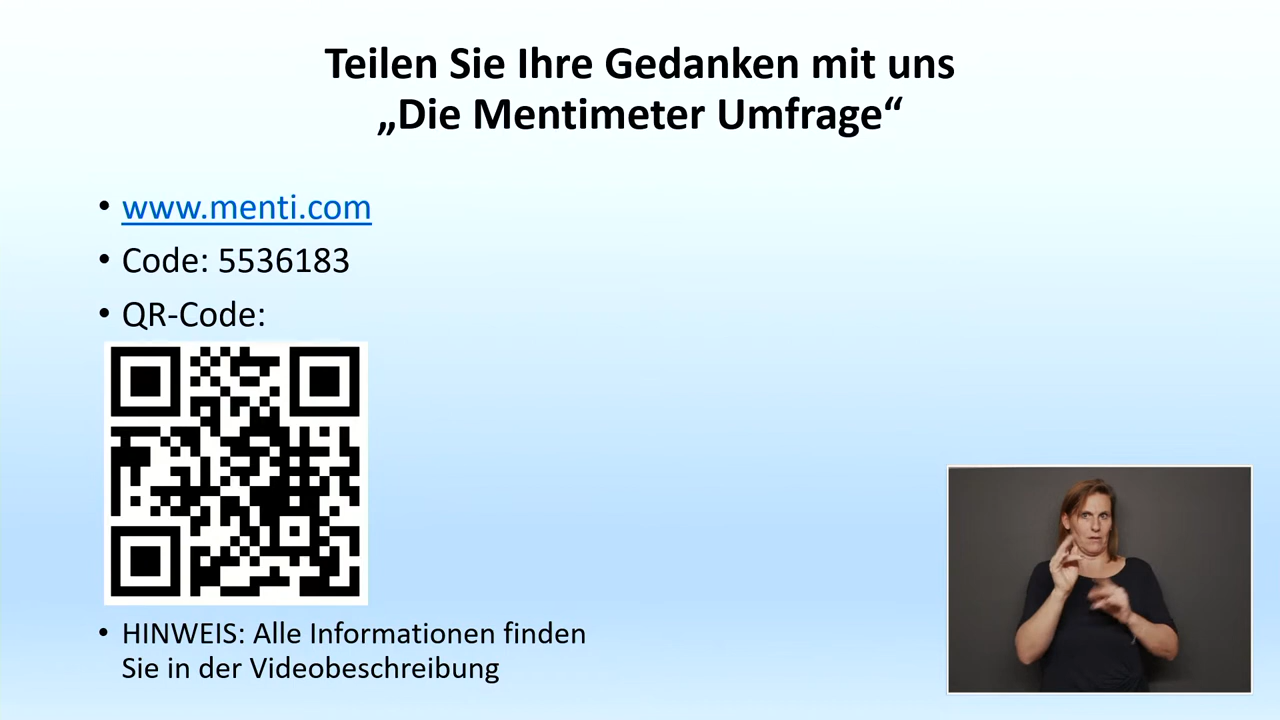 Teilen Sie Ihre Gedanken mit uns
„Die Mentimeter Umfrage“
• www.menti.com
• Code: 5536183
• QR-Code:
• HINWEIS: Alle Informationen finden
Sie in der Videobeschreibung